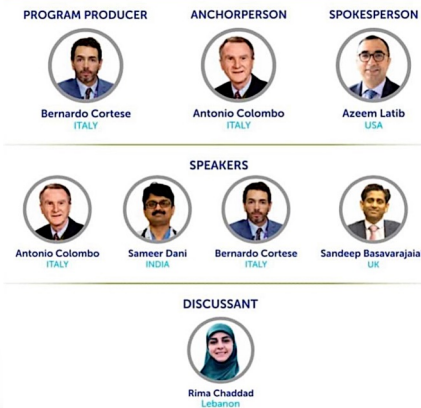 PROGRAM PRODUCER
ANCHORPERSON
SPOKESPERSON
Bernardo Cortese
ITALY
Antonio Colombo
ITALY
Azeem Latib
USA
SPEAKERS
Antonio Colombo
ITALY
Sameer Dani
INDIA
Bernardo Cortese
ITALY
Sandeep Basavarajaia
UK
DISCUSSANT
Rima Chaddad
Lebanon